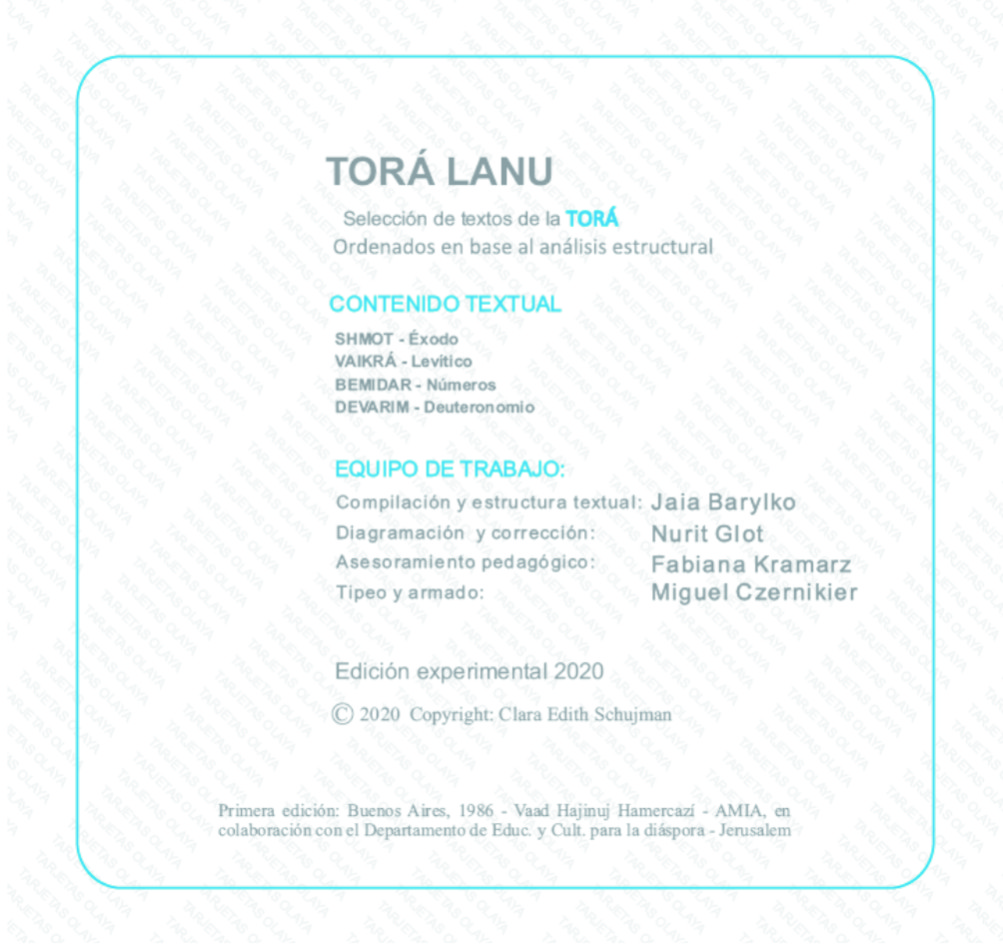 TORÁ LANU
Selección de textos de la TORÁ
Ordenados en base al análisis estructural
CONTENIDO TEXTUAL
SHMOT - Éxodo
VAIKRÁ - Levítico
BEMIDAR - Números
DEVARIM - Deuteronomio
EQUIPO DE TRABAJO:
Compilación y estructura textual: Jaia Barylko
Diagramación y corrección: Nurit Glot
Asesoramiento pedagógico: Fabiana Kramarz
Tipeo y armado: Miguel Czernikier
Edición experimental 2020
© 2020 Copyright: Clara Edith Schujman
Primera edición: Buenos Aires, 1986 - Vaad Hajinuj Hamercazí - AMIA, en
colaboración con el Departamento de Educ. y Cult. para la diáspora - Jerusalem
TARJETAS OLAYA